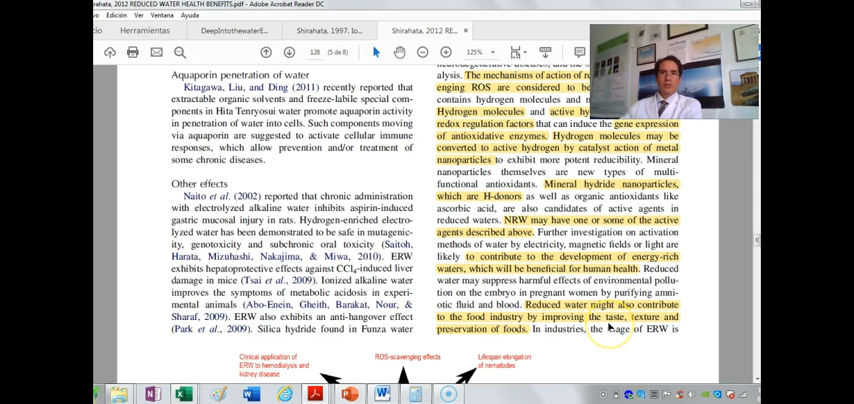 irahata, 2012 REDUCED WATER HEALTH BENEFITS.pdf - Adobe Acrobat Reader DC
Edición Ver Ventana Ayuda
Herramientas
DeepIntothewaterE...
Shirahata, 1997. Io...
Shirahata, 2012 RE... ×
128 (5 de 8)
125%
Aquaporin penetration of water
Kitagawa, Liu, and Ding (2011) recently reported that
extractable organic solvents and freeze-labile special com-
ponents in Hita Tenryosui water promote aquaporin activity
in penetration of water into cells. Such components moving
via aquaporin are suggested to activate cellular immune
responses, which allow prevention and/or treatment of
some chronic diseases.
Other effects
Naito et al. (2002) reported that chronic administration
with electrolyzed alkaline water inhibits aspirin-induced
gastric mucosal injury in rats. Hydrogen-enriched electro-
lyzed water has been demonstrated to be safe in mutagenic-
ity, genotoxicity and subchronic oral toxicity (Saitoh,
Harata, Mizuhashi, Nakajima, & Miwa, 2010). ERW
exhibits hepatoprotective effects against CCl4-induced liver
damage in mice (Tsai et al., 2009). Ionized alkaline water
improves the symptoms of metabolic acidosis in experi-
mental animals (Abo-Enein, Gheith, Barakat, Nour, &
Sharaf, 2009). ERW also exhibits an anti-hangover effect
(Park et al., 2009). Silica hydride found in Funza water
alysis. The mechanisms of action of re
enging ROS are considered to be
contains hydrogen molecules and
Hydrogen molecules and active hy
redox regulation factors that can induce the gene expression
of antioxidative enzymes. Hydrogen molecules may be
converted to active hydrogen by catalyst action of metal
nanoparticles to exhibit more potent reducibility. Mineral
nanoparticles themselves are new types of mul-
functional antioxidants. Mineral hydride nanoparticles,
which are H-donors as well as organic antioxidants like
ascorbic acid, are also candidates of active agents in
reduced waters. NRW may have one or some of the active
agents described above. Further investigation on activation
methods of water by electricity, magnetic fields or light are
likely to contribute to the development of energy-rich
waters, which will be beneficial for human health. Reduced
water may suppress harmful effects of environmental pollu-
tion on the embryo in pregnant women by purifying amni-
otic fluid and blood. Reduced water might also contribute
to the food industry by improving the taste, texture and
preservation of foods. In industries, the usage of ERW is
Clinical application of
ERW to hemodialysis and
kidney disease
ROS-scavenging effects
Lifespan elongation
of nematodes